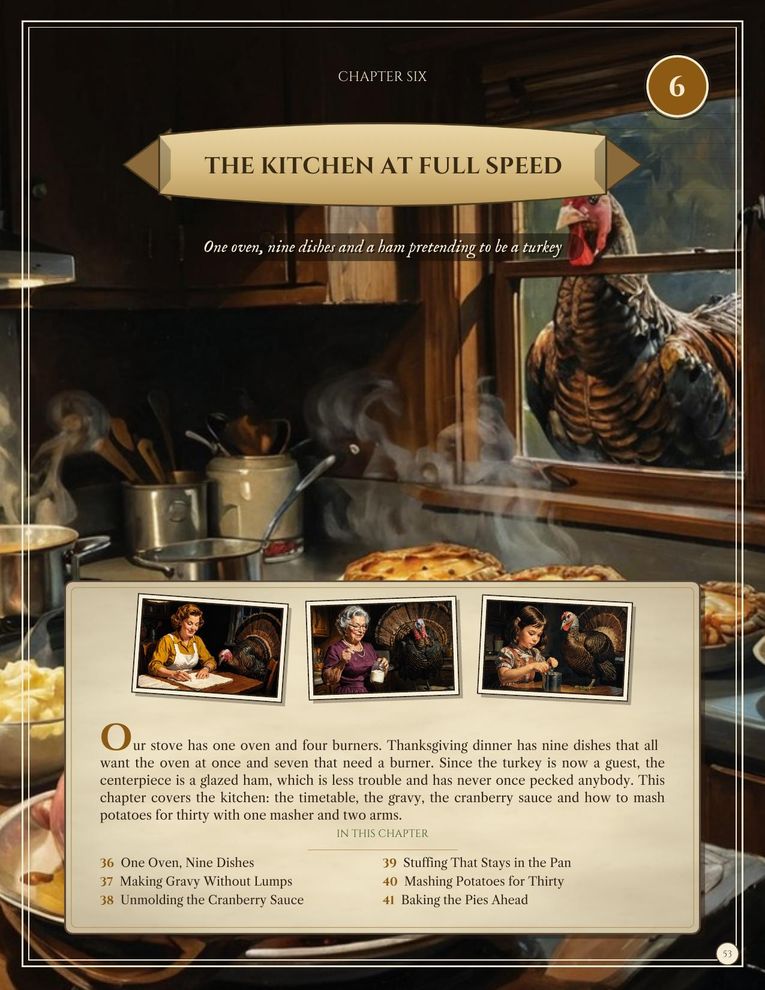 CHAPTER SIX
6
THE KITCHEN AT FULL SPEED
One oven, nine dishes and a ham pretending to be a turkey
Our stove has one oven and four burners. Thanksgiving dinner has nine dishes that all
want the oven at once and seven that need a burner. Since the turkey is now a guest, the
centerpiece is a glazed ham, which is less trouble and has never once pecked anybody. This
chapter covers the kitchen: the timetable, the gravy, the cranberry sauce and how to mash
potatoes for thirty with one masher and two arms.
IN THIS CHAPTER
36 One Oven, Nine Dishes
37 Making Gravy Without Lumps
38 Unmolding the Cranberry Sauce
39 Stuffing That Stays in the Pan
40 Mashing Potatoes for Thirty
41 Baking the Pies Ahead
53